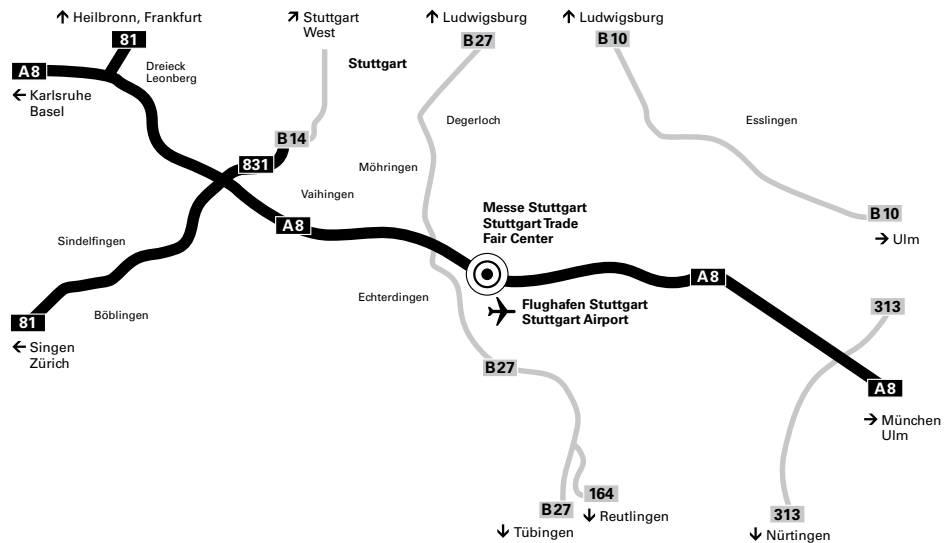 ↑ Heilbronn, Frankfurt
↗ Stuttgart
West
↑ Ludwigsburg
↑ Ludwigsburg
81
B27
B10
A8
Dreieck
Leonberg
Stuttgart
← Karlsruhe
Basel
Degerloch
Esslingen
B14
831
Möhringen
Vaihingen
A8
Messe Stuttgart
Stuttgart Trade
Fair Center
B10
→ Ulm
Sindelfingen
A8
Echterdingen
Flughafen Stuttgart
Stuttgart Airport
313
Böblingen
81
← Singen
Zürich
B27
A8
→ München
Ulm
164
B27
↓ Reutlingen
↓ Tübingen
313
↓ Nürtingen